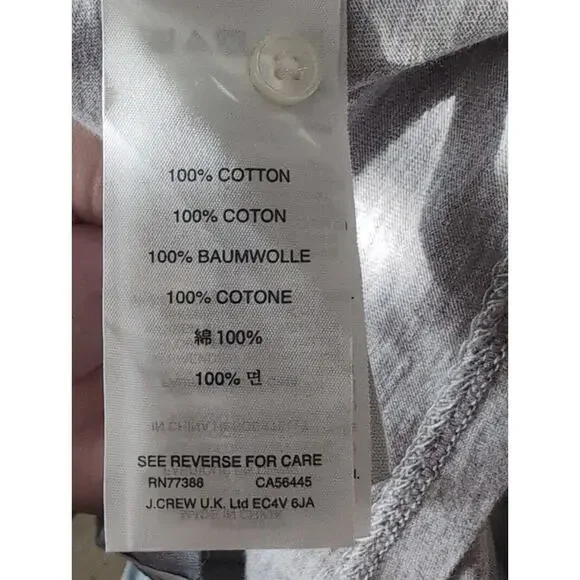 100% COTTON
100% COTON
100% BAUMWOLLE
100% COTONE
綿 100%
100% 면
SEE REVERSE FOR CARE
RN77388 CA56445
J.CREW U.K. Ltd EC4V 6JA